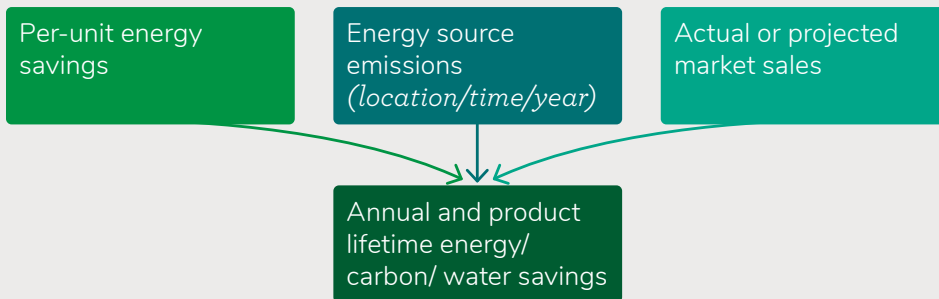 Per-unit energy
savings
Energy source
emissions
(location/time/year)
Actual or projected
market sales
Annual and product
lifetime energy/
carbon/ water savings